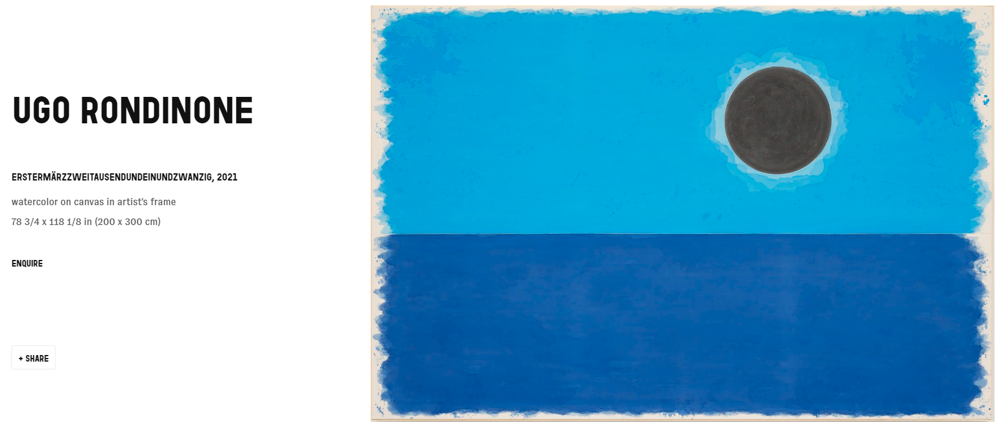 UGO RONDINONE
ERSTERMÄRZZWEITAUSENDUNDEINUNDZWANZIG, 2021
watercolor on canvas in artist's frame
78 3/4 x 118 1/8 in (200 x 300 cm)
ENQUIRE
+ SHARE